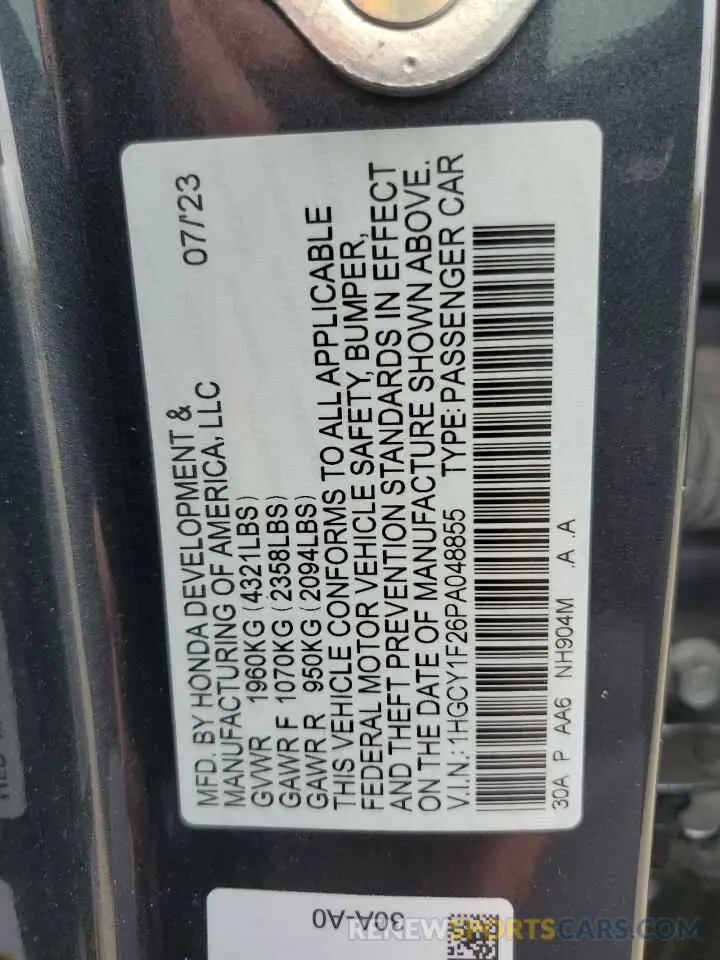 MFD. BY HONDA DEVELOPMENT & 07/'23
MANUFACTURING OF AMERICA, LLC
GVWR 1960KG (4321LBS)
GAWR F 1070KG (2358LBS)
GAWR.R 950KG (2094LBS)
THIS VEHICLE CONFORMS TO ALL APPLICABLE
FEDERAL MOTOR VEHICLE SAFETY, BUMPER,
AND THEFT PREVENTION STANDARDS IN EFFECT
ON THE DATE OF MANUFACTURE SHOWN ABOVE.
V.I.N.: 1HGCY1F26PA048855 TYPE: PASSENGER CAR
30A P AA6 NH904M .A .A
30A-A0
RENEWSTORECARS.COM